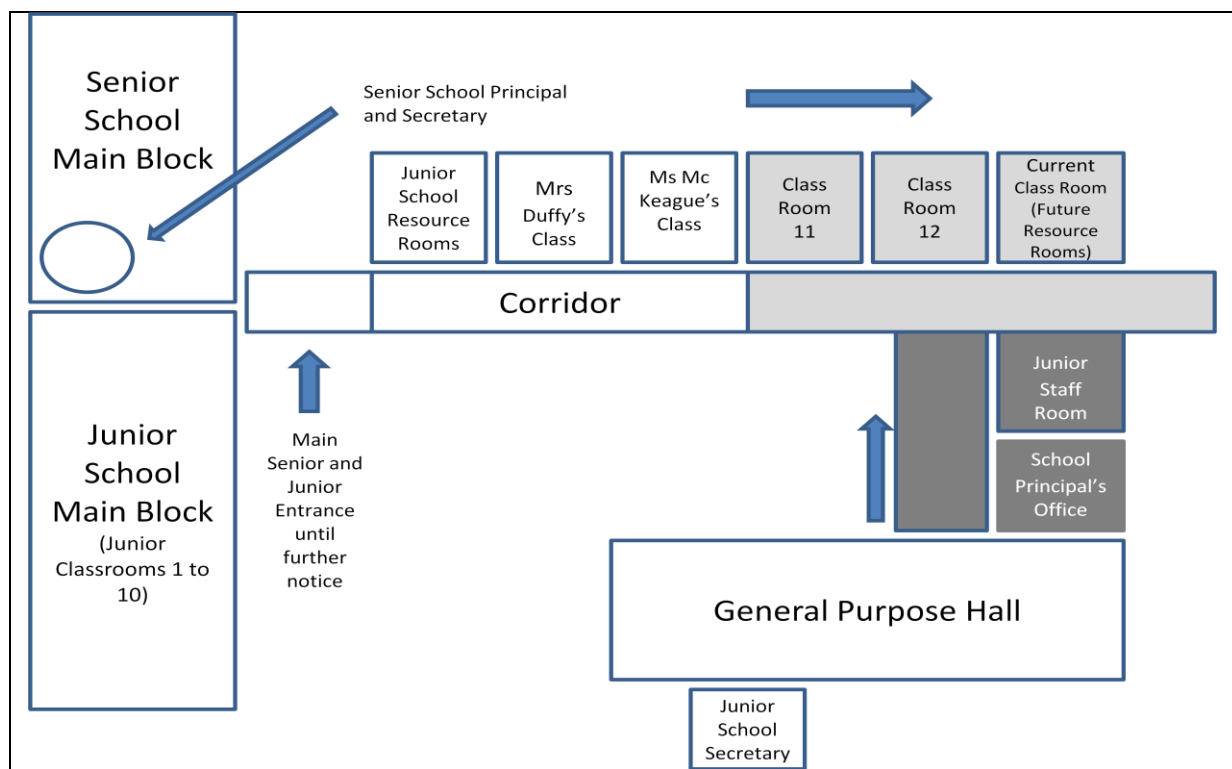 Senior
School
Main Block
Senior School Principal
and Secretary
Junior
School
Resource
Rooms
Mrs
Duffy’s
Class
Ms Mc
Keague’s
Class
Class
Room
11
Class
Room
12
Current
Class Room
(Future
Resource
Rooms)
Corridor
Junior
School
Main Block
(Junior
Classrooms 1 to
10)
Main
Senior and
Junior
Entrance
until
further
notice
Junior
Staff
Room
School
Principal’s
Office
General Purpose Hall
Junior
School
Secretary